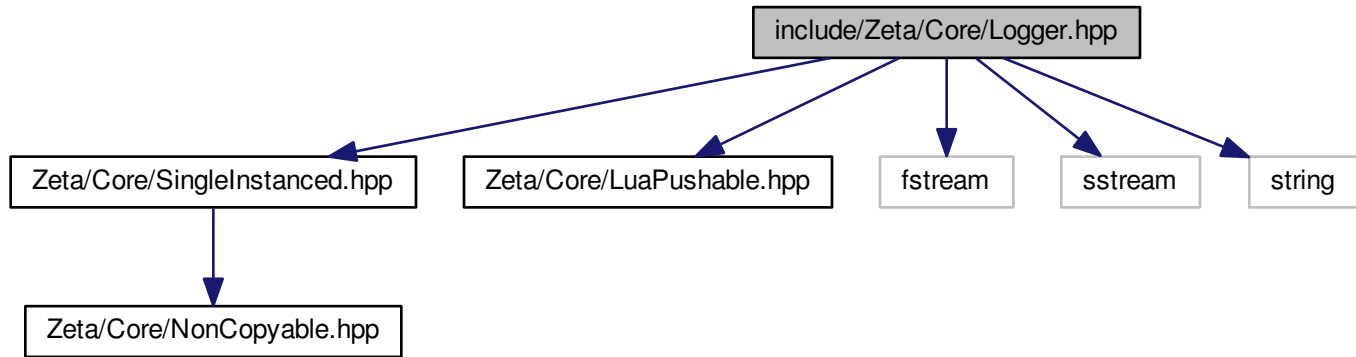 include/Zeta/Core/Logger.hpp
Zeta/Core/SingleInstanced.hpp
Zeta/Core/LuaPushable.hpp
fstream
sstream
string
Zeta/Core/NonCopyable.hpp